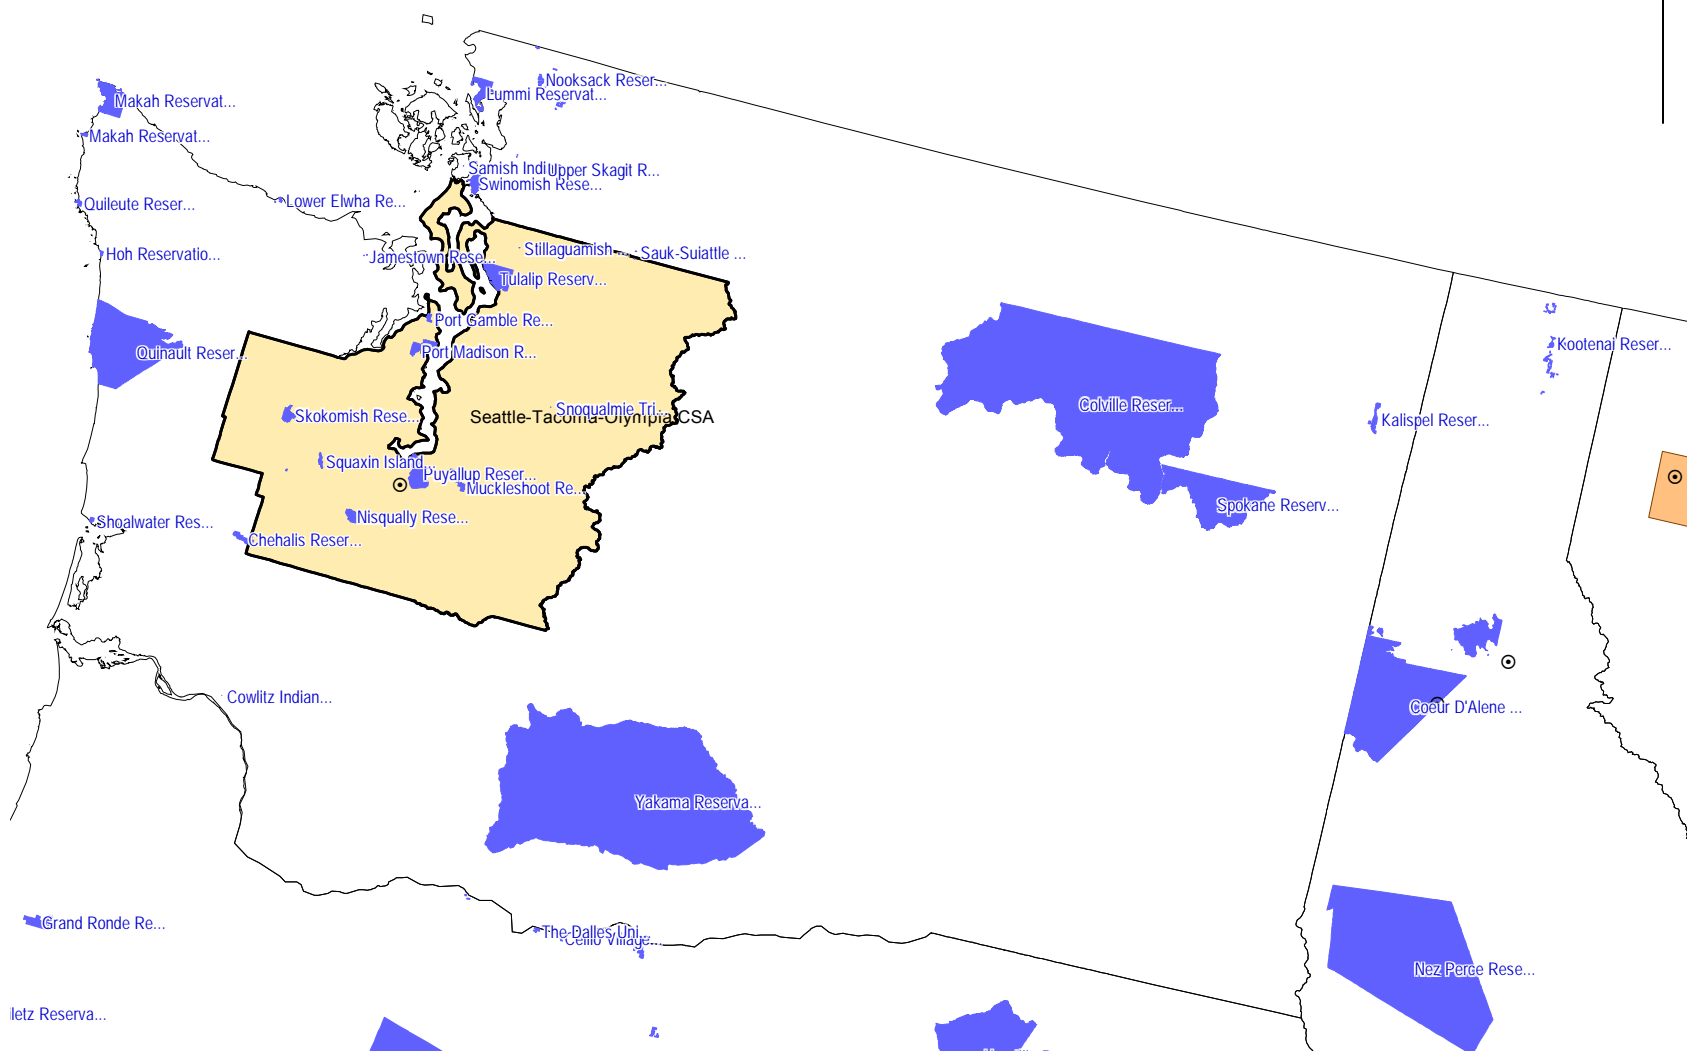 Nooksack Reser...
Lummi Reservat...
Makah Reservat...
Makah Reservat...
Samish Indi
Upper Skagit R...
Swinomish Rese...
Lower Elwha Re...
Quileute Reser...
Stillaguamish ...
Sauk-Suiattle ...
Hoh Reservatio...
Jamestown Rese...
Tulalip Reserv...
Port Gamble Re...
Kootenai Reser...
Quinault Reser...
Port Madison R...
Colville Reser...
Snoqualmie Tri...
Skokomish Rese...
Seattle-Tacoma-Olympia CSA
Kalispel Reser...
Squaxin Island...
Puyallup Reser...
Muckleshoot Re...
Spokane Reserv...
Nisqually Rese...
Shoalwater Res...
Chehalis Reser...
Cowlitz Indian...
Coeur D'Alene ...
Yakama Reserva...
Grand Ronde Re...
The Dalles Uni...
Celilo Village...
Nez Perce Rese...
letz Reserva...